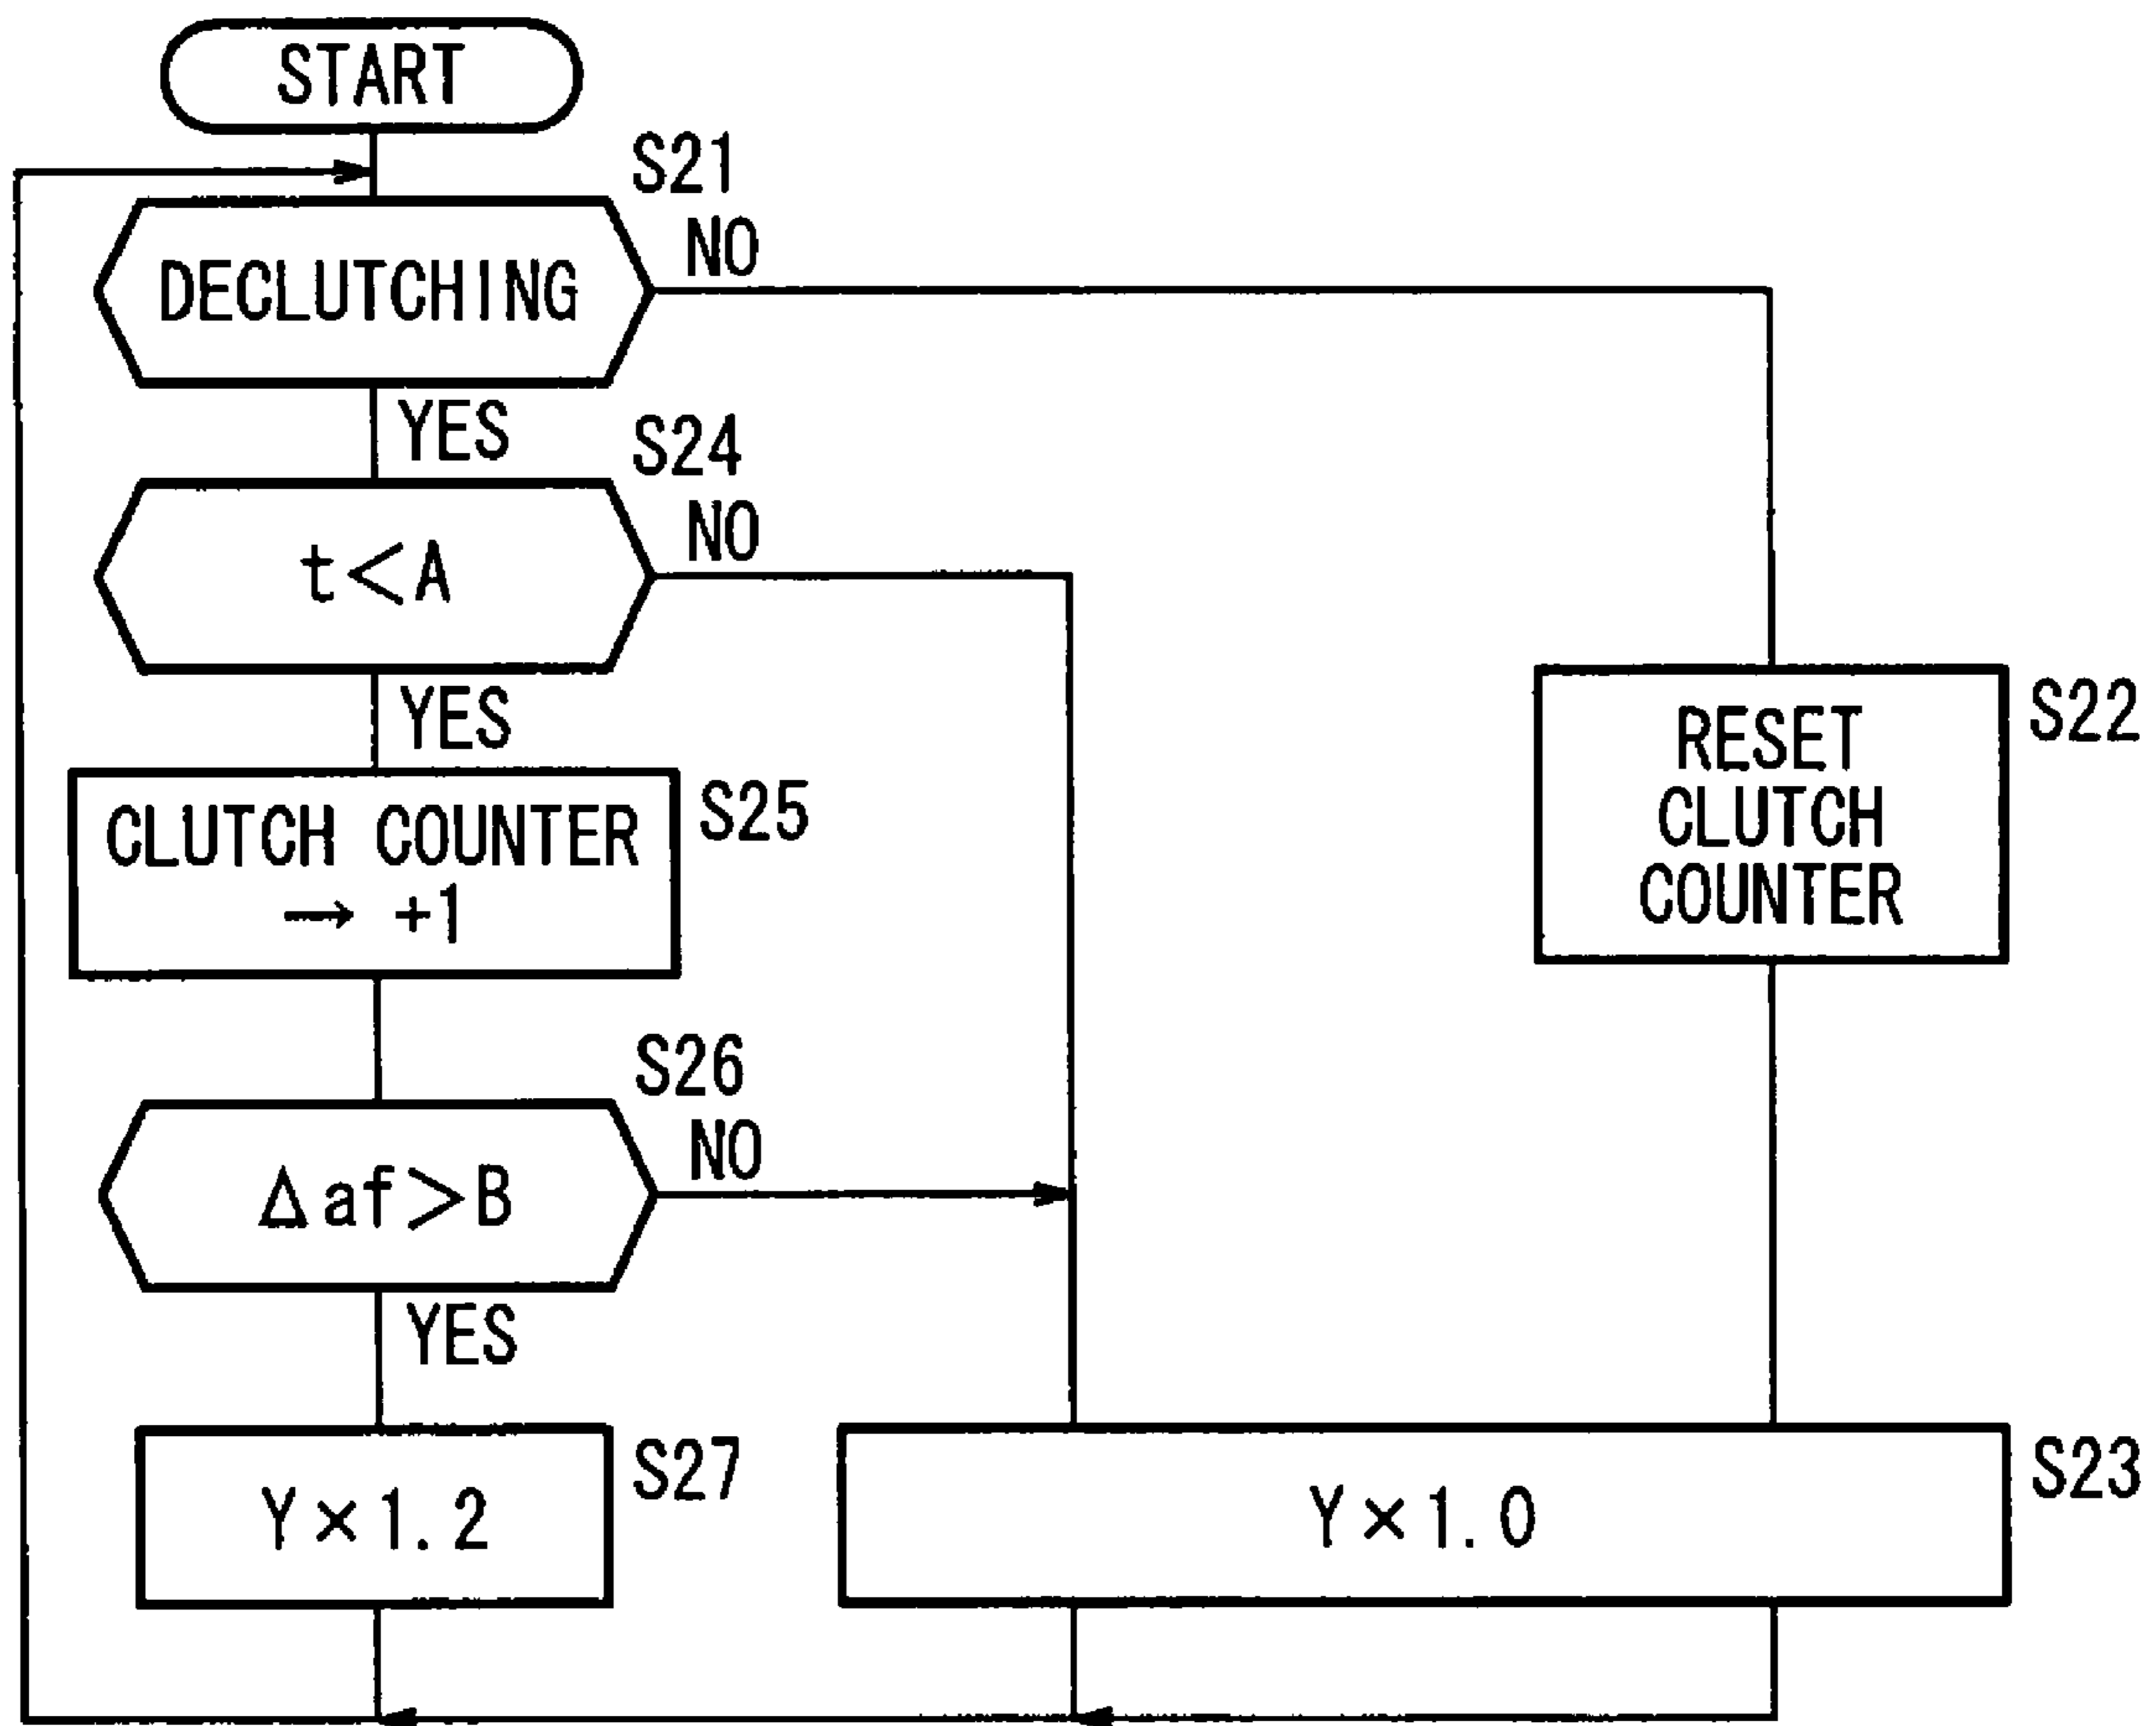 START
S21
NO
DECLUTCHING
YES
S24
NO
t<A
YES
S22
RESET
CLUTCH
COUNTER
S25
CLUTCH COUNTER
→ +1
S26
NO
Δaf>B
YES
S27
Y×1.2
S23
Y×1.0